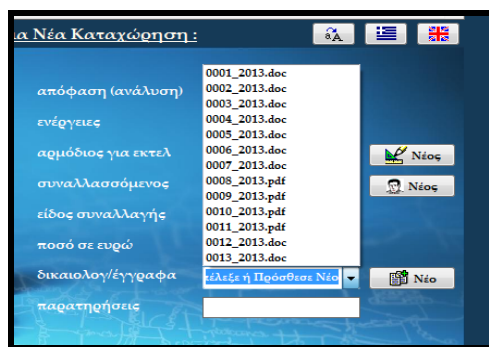 ια Νέα Καταχώρηση :
0001_2013.doc
0002_2013.doc
απόφαση (ανάλυση)
0003_2013.doc
0004_2013.doc
ενέργειες
0005_2013.doc
0006_2013.doc
αρμόδιος για εκτελ
Νέος
0007_2013.doc
0008_2013.pdf
συναλλασσόμενος
Νέος
0009_2013.pdf
0010_2013.pdf
είδος συναλλαγής
0011_2013.pdf
0012_2013.doc
ποσό σε ευρώ
0013_2013.doc
δικαιολογ/έγγραφα
τέλεξε ή Πρόσθεσε Νέο
Νέο
παρατηρήσεις